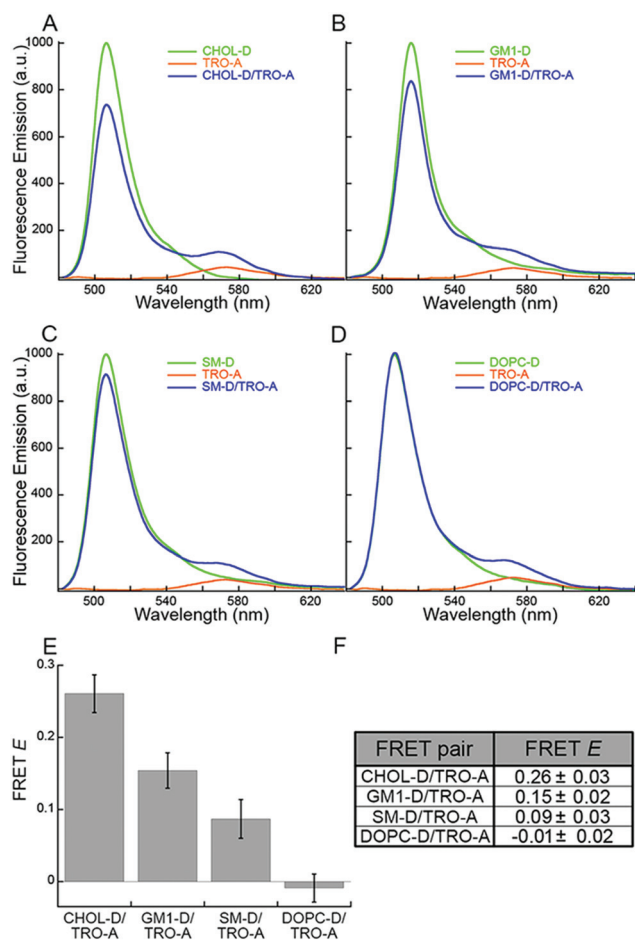 A
B
Fluorescence Emission (a.u.)
1000
800
600
400
200
CHOL-D
TRO-A
CHOL-D/TRO-A
GM1-D
TRO-A
GM1-D/TRO-A
500 540 580 620
500 540 580 620
Wavelength (nm)
Wavelength (nm)
C
D
Fluorescence Emission (a.u.)
1000
800
600
400
200
SM-D
TRO-A
SM-D/TRO-A
DOPC-D
TRO-A
DOPC-D/TRO-A
500 540 580 620
500 540 580 620
Wavelength (nm)
Wavelength (nm)
E
FRET E
0.3
0.2
0.1
0
CHOL-D/ GM1-D/ SM-D/ DOPC-D/
TRO-A TRO-A TRO-A TRO-A
F
FRET pair FRET E
CHOL-D/TRO-A 0.26 ± 0.03
GM1-D/TRO-A 0.15 ± 0.02
SM-D/TRO-A 0.09 ± 0.03
DOPC-D/TRO-A -0.01 ± 0.02